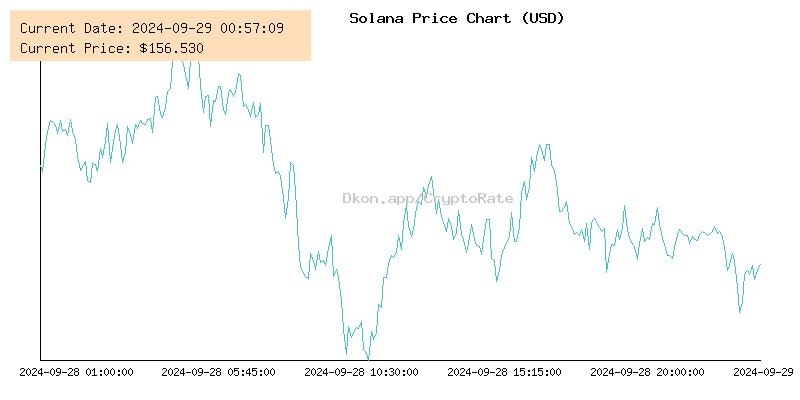 Solana Price Chart (USD)
Current Date: 2024-09-29 00:57:09
Current Price: $156.530
Dkon.app/CryptoRate
2024-09-28 01:00:00 2024-09-28 05:45:00 2024-09-28 10:30:00 2024-09-28 15:15:00 2024-09-28 20:00:00 2024-09-29